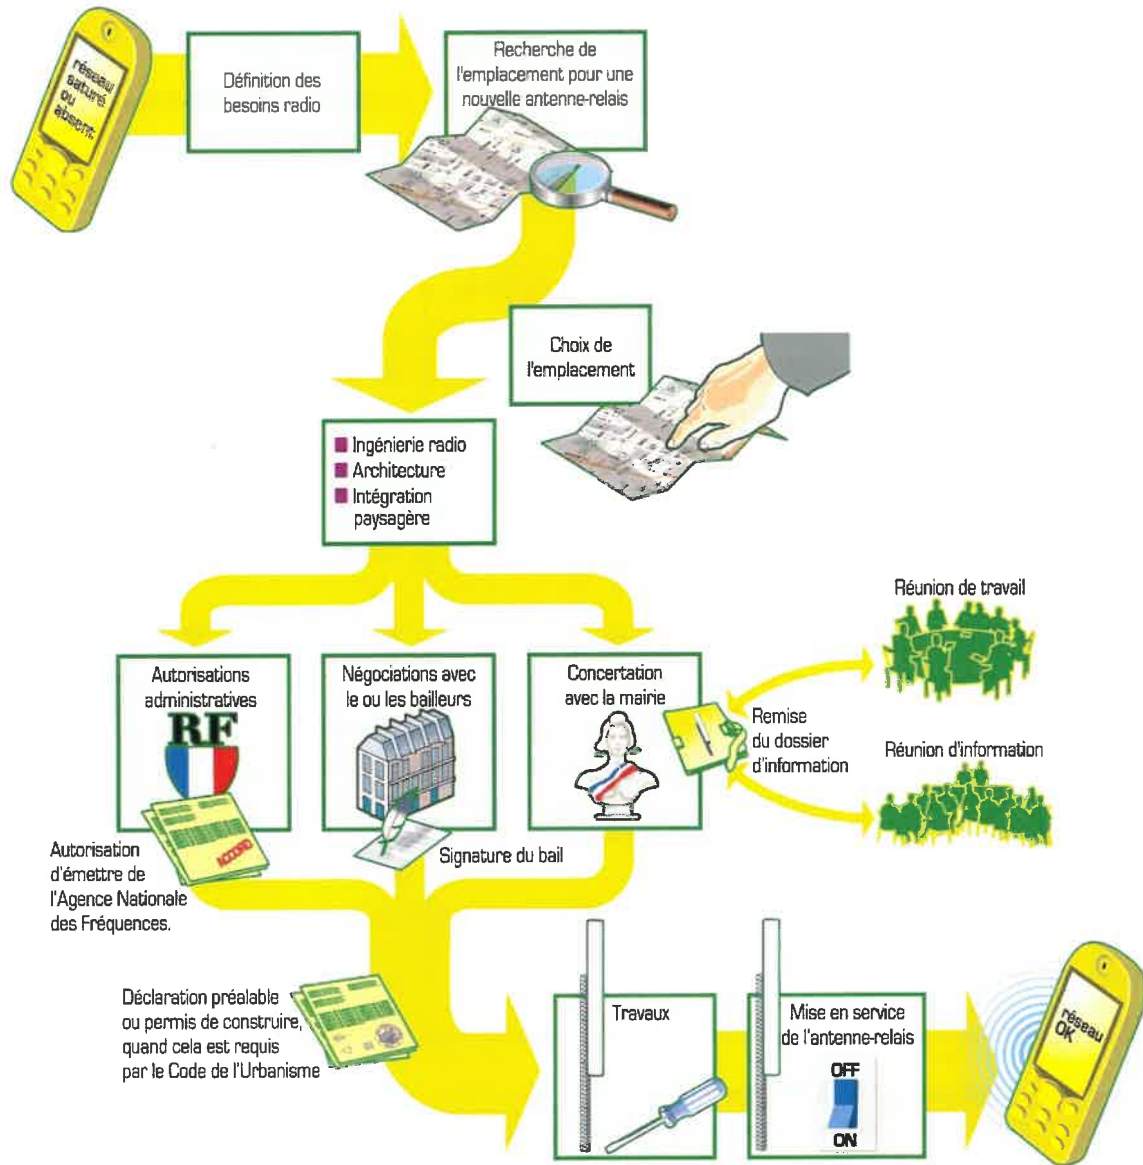 réseau
saturé
ou
absent.
Définition des
besoins radio
Recherche de
l'emplacement pour une
nouvelle antenne-relais
Choix de
l'emplacement
Ingénierie radio
Architecture
Intégration
paysagère
Autorisations
administratives
RF
ACCORD
Autorisation
d'émettre de
l'Agence Nationale
des Fréquences.
Négociations avec
le ou les bailleurs
Signature du bail
Concertation
avec la mairie
Remise
du dossier
d'information
Réunion de travail
Réunion d'information
Déclaration préalable
ou permis de construire,
quand cela est requis
par le Code de l'Urbanisme
Travaux
Mise en service
de l'antenne-relais
OFF
ON
réseau
OK